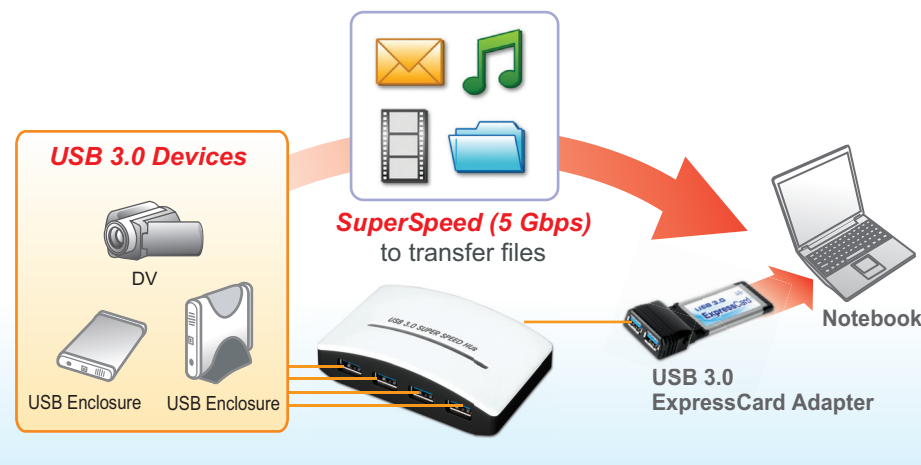 USB 3.0 Devices
DV
USB Enclosure
USB Enclosure
SuperSpeed (5 Gbps)
to transfer files
USB 3.0 SUPER SPEED HUB
USB 3.0
ExpressCard
USB 3.0
ExpressCard Adapter
Notebook